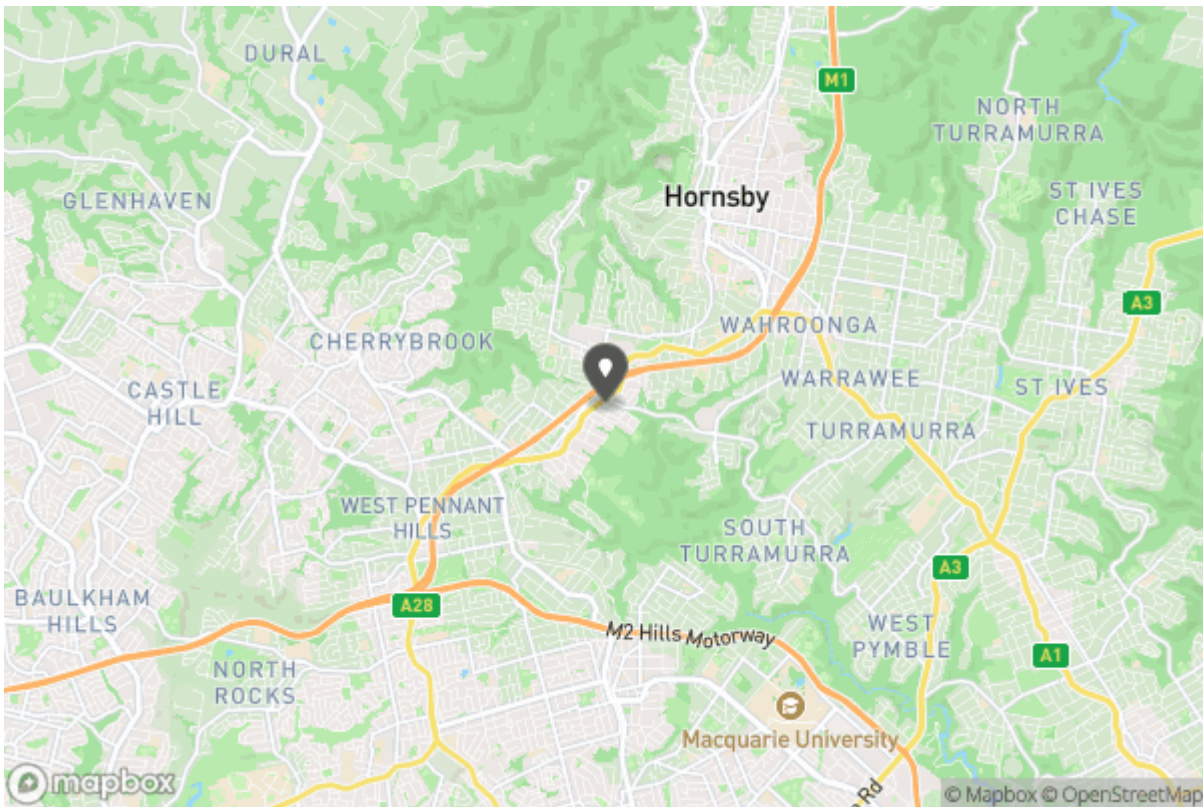 DURAL
M1
NORTH
TURRAMURRA
GLENHAVEN
Hornsby
ST IVES
CHASE
A3
WAHROONGA
CHERRYBROOK
CASTLE
HILL
WARRAWEE
ST IVES
TURRAMURRA
WEST PENNANT
HILLS
SOUTH
TURRAMURRA
A3
BAULKHAM
HILLS
A28
M2 Hills Motorway
WEST
PYMBLE
A1
NORTH
ROCKS
Macquarie University
mapbox
Rd
© Mapbox © OpenStreetMap